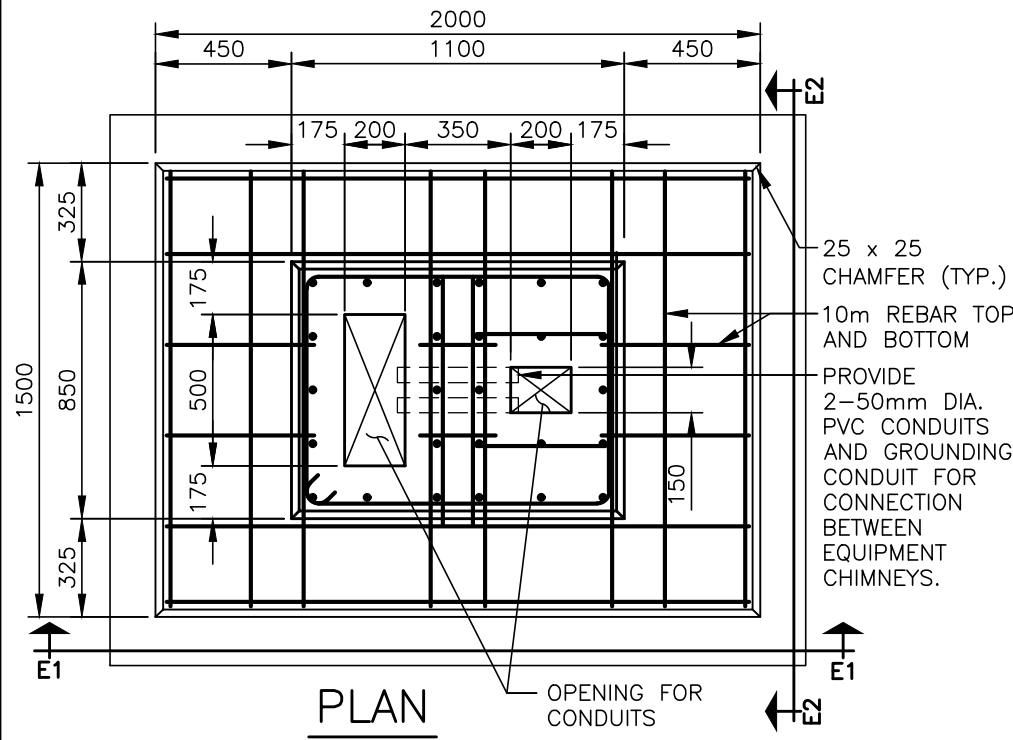 2000
450
1100
450
E2
175
200
350
200
175
325
175
1500
850
500
175
325
150
25 x 25
CHAMFER (TYP.)
10m REBAR TOP
AND BOTTOM
PROVIDE
2-50mm DIA.
PVC CONDUITS
AND GROUNDING
CONDUIT FOR
CONNECTION
BETWEEN
EQUIPMENT
CHIMNEYS.
E1
E1
OPENING FOR
CONDUITS
E2
PLAN